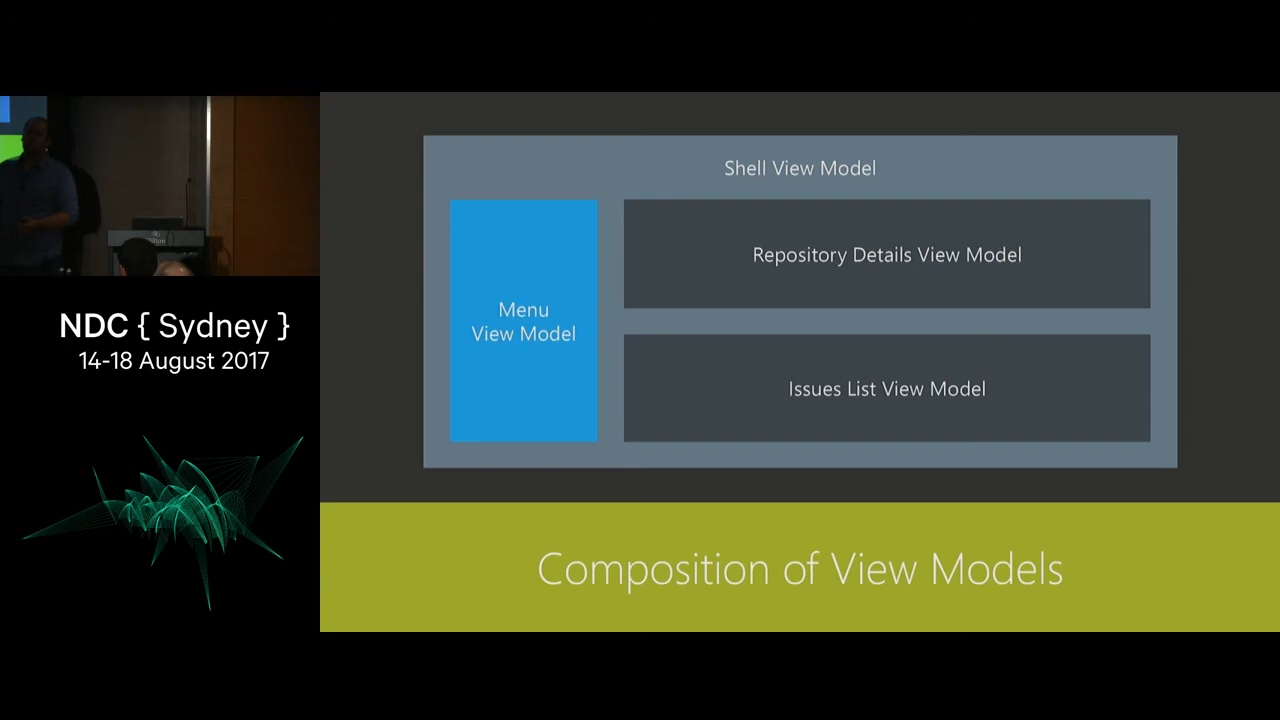 NDC { Sydney }
14-18 August 2017
Shell View Model
Menu
View Model
Repository Details View Model
Issues List View Model
Composition of View Models